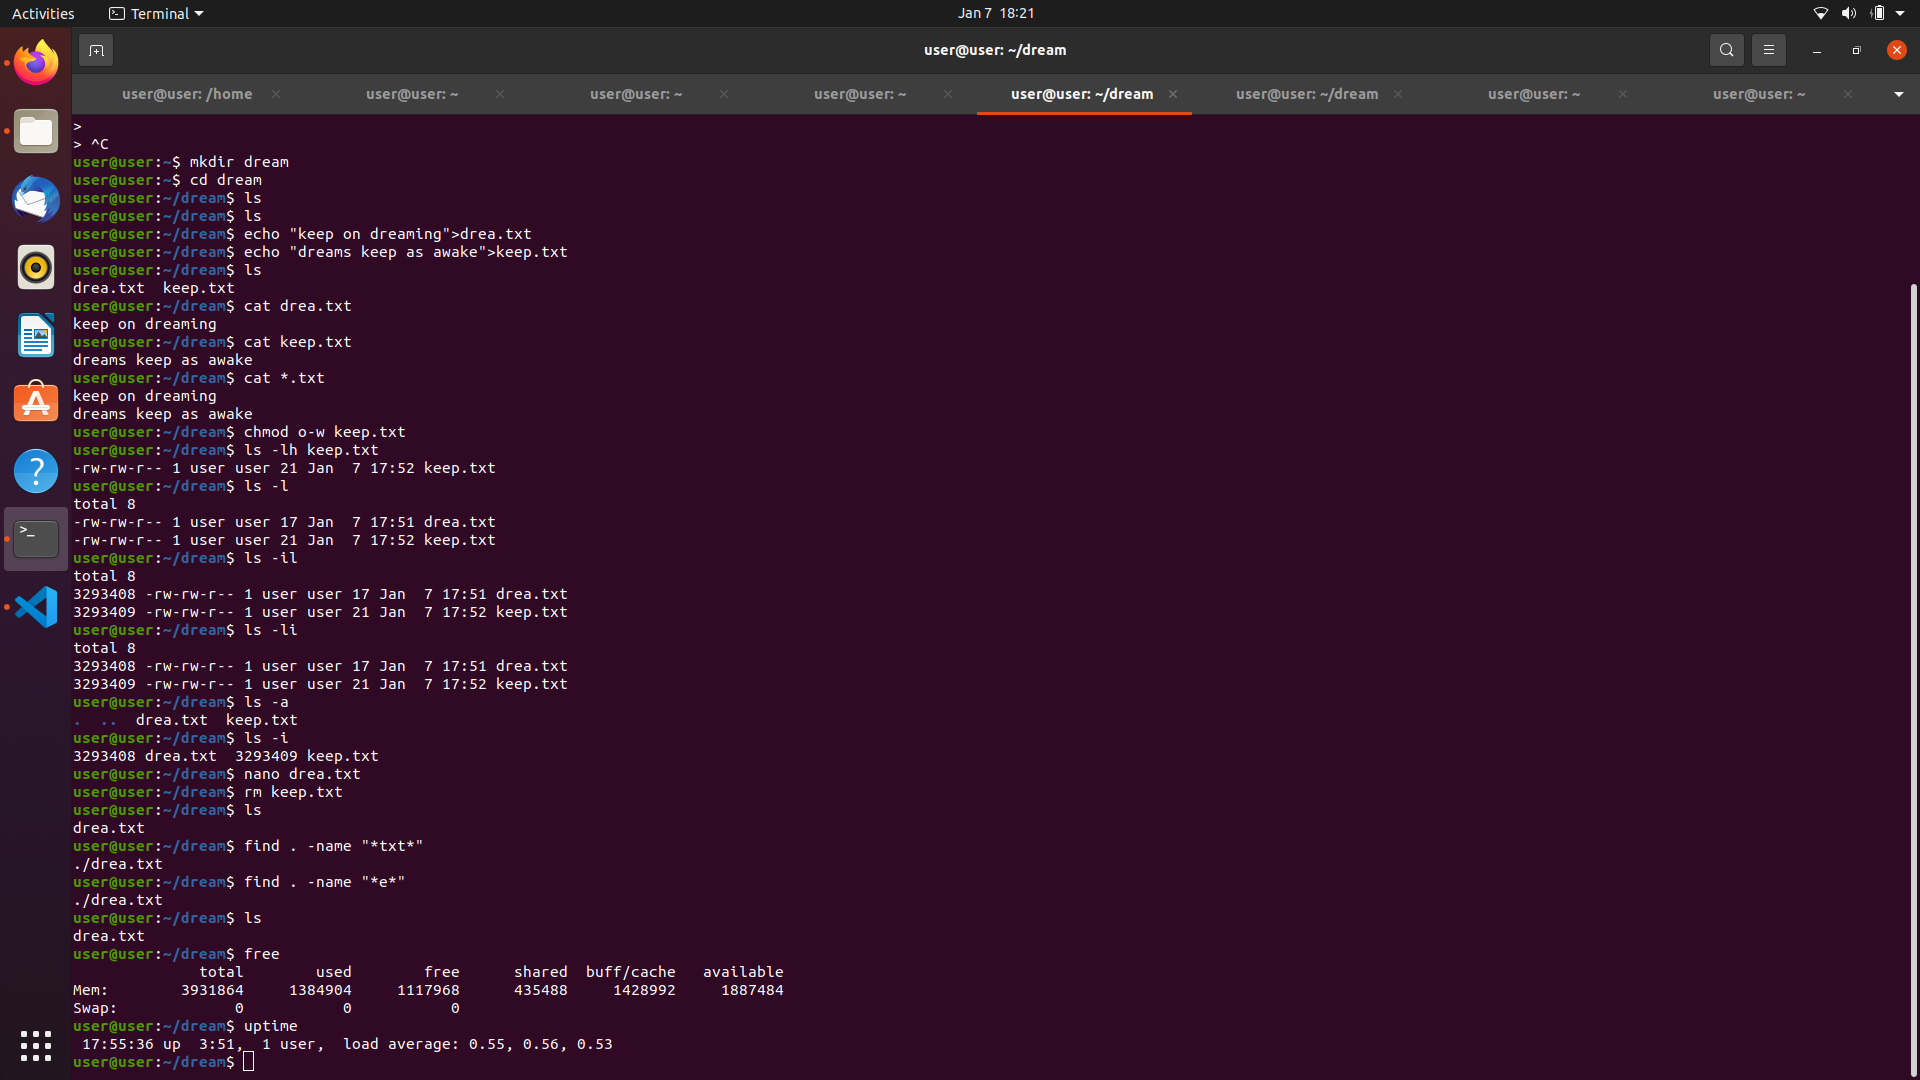 Activities Terminal Jan 7 18:21
user@user: ~/dream
user@user: /home user@user: ~ user@user: ~ user@user: ~ user@user: ~/dream user@user: ~/dream user@user: ~ user@user: ~
>
> ^C
user@user:~$ mkdir dream
user@user:~$ cd dream
user@user:~/dream$ ls
user@user:~/dream$ ls
user@user:~/dream$ echo "keep on dreaming">drea.txt
user@user:~/dream$ echo "dreams keep as awake">keep.txt
user@user:~/dream$ ls
drea.txt  keep.txt
user@user:~/dream$ cat drea.txt
keep on dreaming
user@user:~/dream$ cat keep.txt
dreams keep as awake
user@user:~/dream$ cat *.txt
keep on dreaming
dreams keep as awake
user@user:~/dream$ chmod o-w keep.txt
user@user:~/dream$ ls -lh keep.txt
-rw-rw-r-- 1 user user 21 Jan  7 17:52 keep.txt
user@user:~/dream$ ls -l
total 8
-rw-rw-r-- 1 user user 17 Jan  7 17:51 drea.txt
-rw-rw-r-- 1 user user 21 Jan  7 17:52 keep.txt
user@user:~/dream$ ls -il
total 8
3293408 -rw-rw-r-- 1 user user 17 Jan  7 17:51 drea.txt
3293409 -rw-rw-r-- 1 user user 21 Jan  7 17:52 keep.txt
user@user:~/dream$ ls -li
total 8
3293408 -rw-rw-r-- 1 user user 17 Jan  7 17:51 drea.txt
3293409 -rw-rw-r-- 1 user user 21 Jan  7 17:52 keep.txt
user@user:~/dream$ ls -a
.  ..  drea.txt  keep.txt
user@user:~/dream$ ls -i
3293408 drea.txt  3293409 keep.txt
user@user:~/dream$ nano drea.txt
user@user:~/dream$ rm keep.txt
user@user:~/dream$ ls
drea.txt
user@user:~/dream$ find . -name "*txt*"
./drea.txt
user@user:~/dream$ find . -name "*e*"
./drea.txt
user@user:~/dream$ ls
drea.txt
user@user:~/dream$ free
              total        used        free      shared  buff/cache   available
Mem:        3931864     1384904     1117968      435488     1428992     1887484
Swap:             0           0           0
user@user:~/dream$ uptime
 17:55:36 up  3:51,  1 user,  load average: 0.55, 0.56, 0.53
user@user:~/dream$